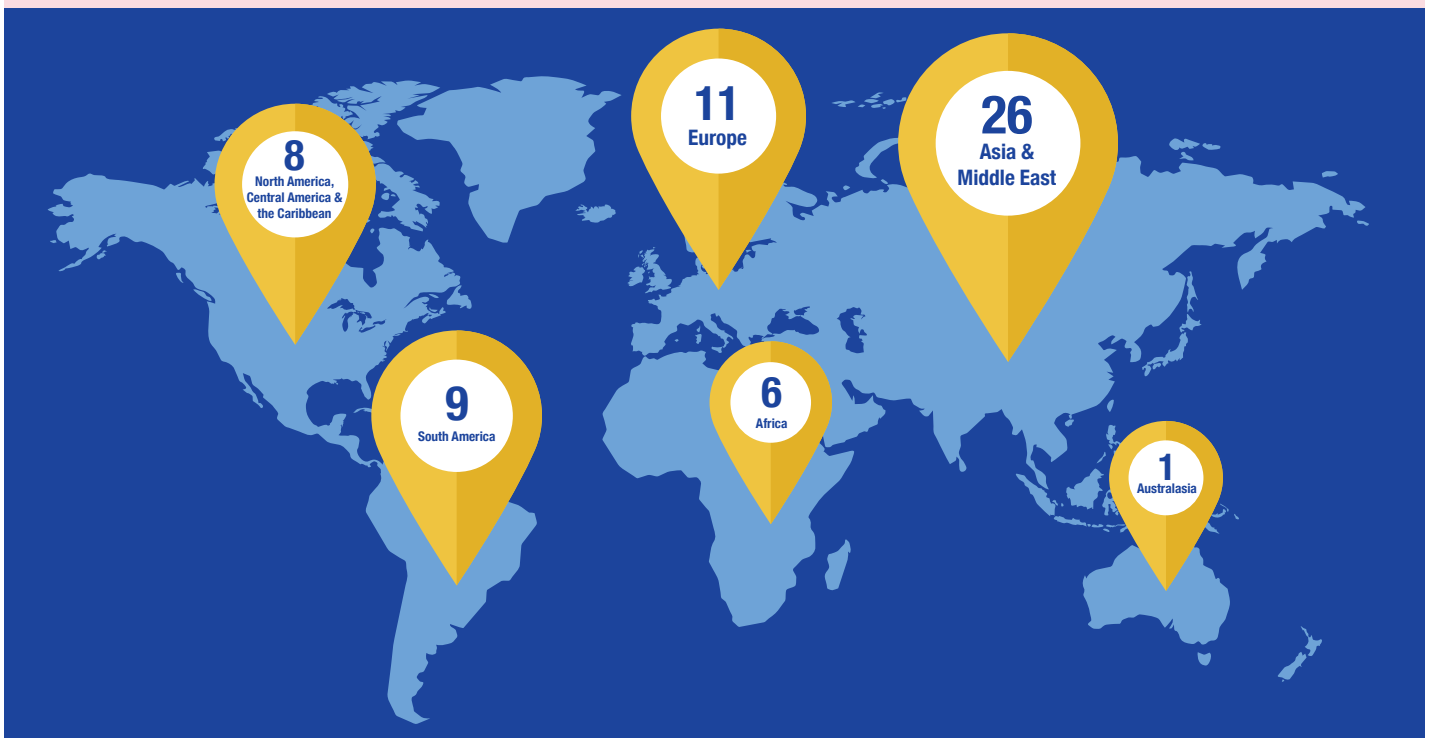 8
North America,
Central America &
the Caribbean
11
Europe
26
Asia &
Middle East
9
South America
6
Africa
1
Australasia